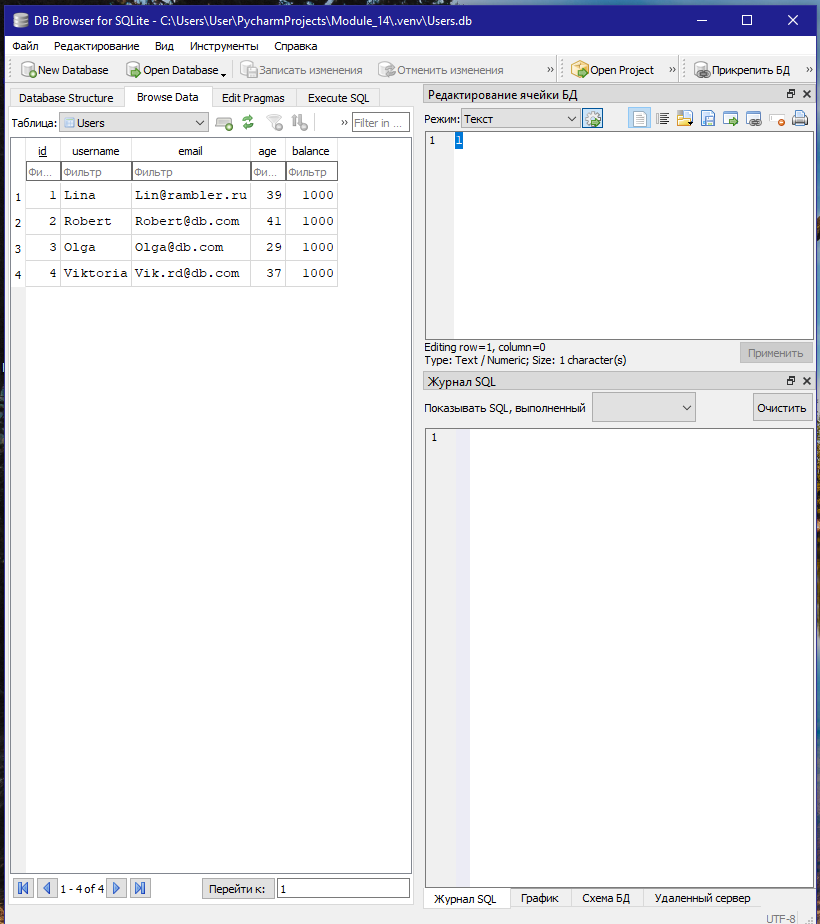 DB Browser for SQLite - C:\Users\User\PycharmProjects\Module_14\.venv\Users.db
Файл Редактирование Вид Инструменты Справка
New Database Open Database Записать изменения Отменить изменения » Open Project » Прикрепить БД »
Database Structure Browse Data Edit Pragmas Execute SQL
Таблица: Users » Filter in ...
id username email age balance
Фи... Фильтр Фильтр Фи... Фильтр
1 1 Lina Lin@rambler.ru 39 1000
2 2 Robert Robert@db.com 41 1000
3 3 Olga Olga@db.com 29 1000
4 4 Viktoria Vik.rd@db.com 37 1000
1 - 4 of 4 Перейти к: 1
Редактирование ячейки БД
Режим: Текст
1 1
Editing row=1, column=0
Type: Text / Numeric; Size: 1 character(s)
Применить
Журнал SQL
Показывать SQL, выполненный Очистить
1
Журнал SQL График Схема БД Удаленный сервер
UTF-8